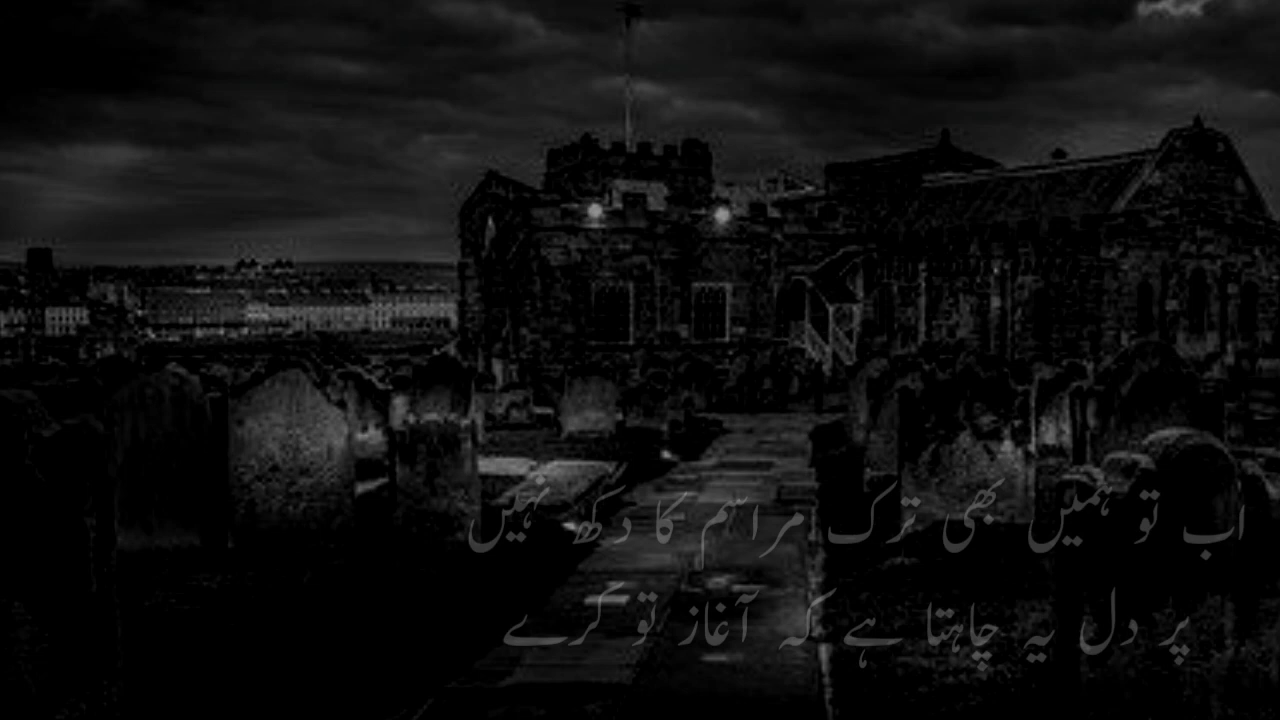 اب تو ہمیں بھی ترک مراسم کا دکھ نہیں
پر دل یہ چاہتا ہے کہ آغاز تو کرے